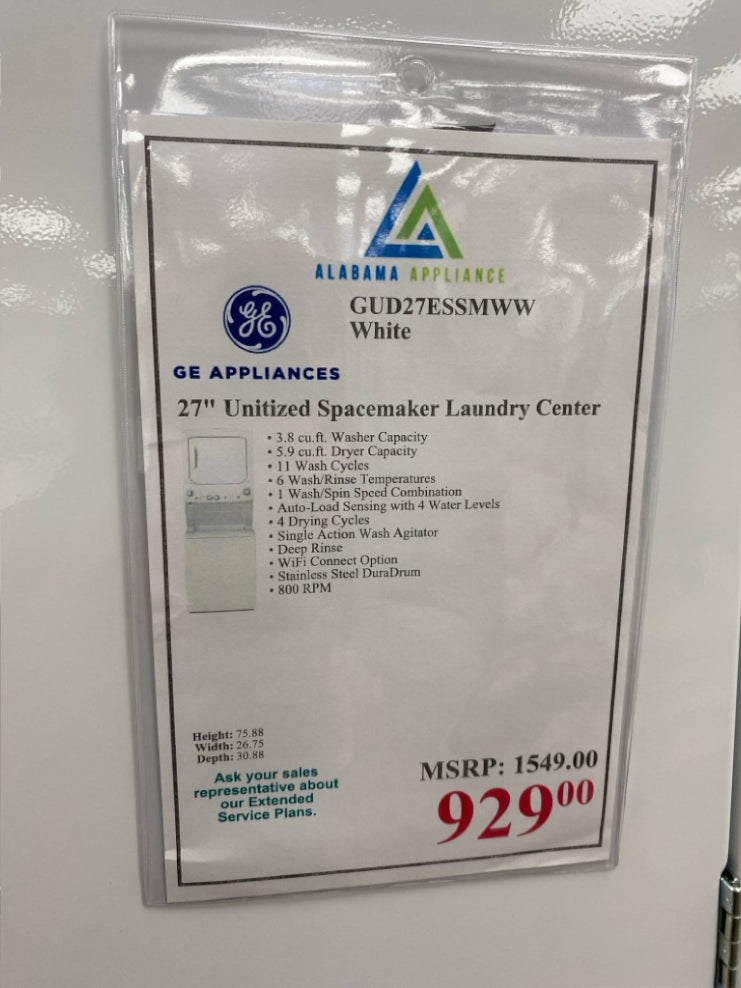 ALABAMA APPLIANCE
GE
GE APPLIANCES
GUD27ESSMWW
White
27" Unitized Spacemaker Laundry Center
• 3.8 cu.ft. Washer Capacity
• 5.9 cu.ft. Dryer Capacity
• 11 Wash Cycles
• 6 Wash/Rinse Temperatures
• 1 Wash/Spin Speed Combination
• Auto-Load Sensing with 4 Water Levels
• 4 Drying Cycles
• Single Action Wash Agitator
• Deep Rinse
• WiFi Connect Option
• Stainless Steel DuraDrum
• 800 RPM
Height: 75.88
Width: 26.75
Depth: 30.88
Ask your sales
representative about
our Extended
Service Plans.
MSRP: 1549.00
92900